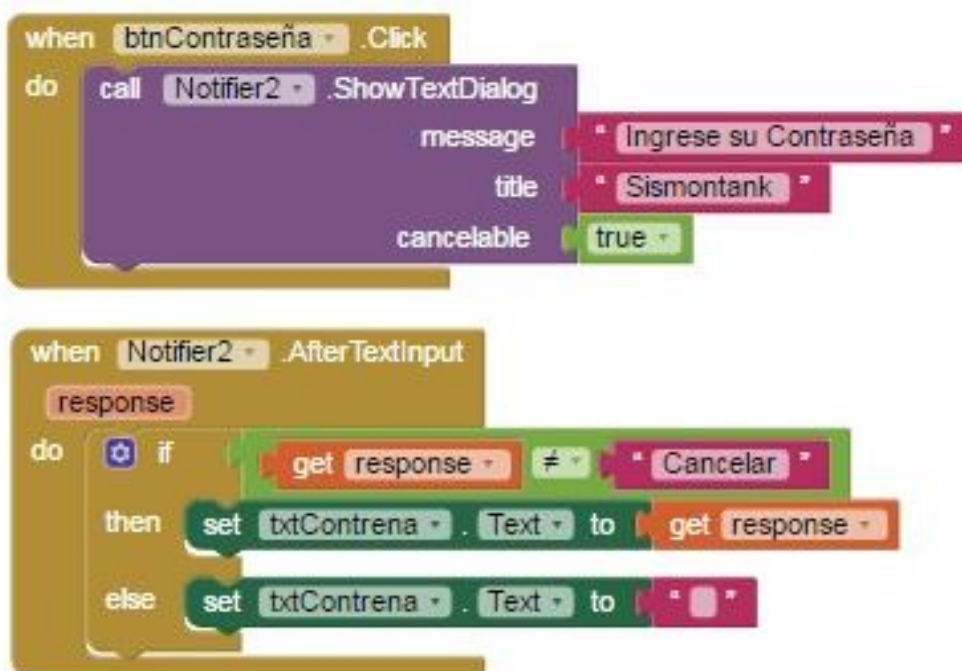 when btnContraseña .Click
do call Notifier2 .ShowTextDialog
message " Ingrese su Contraseña "
title " Sismontank "
cancelable true
when Notifier2 .AfterTextInput
response
do if get response ≠ " Cancelar "
then set txtContrena . Text to get response
else set txtContrena . Text to " "